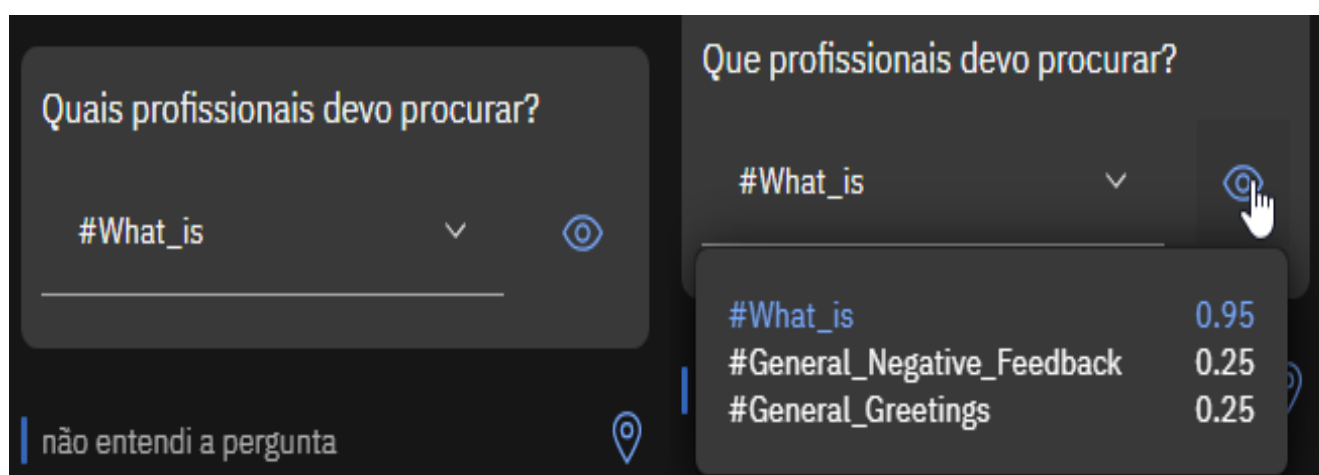 Quais profissionais devo procurar?
#What_is
não entendi a pergunta
Que profissionais devo procurar?
#What_is
#What_is 0.95
#General_Negative_Feedback 0.25
#General_Greetings 0.25